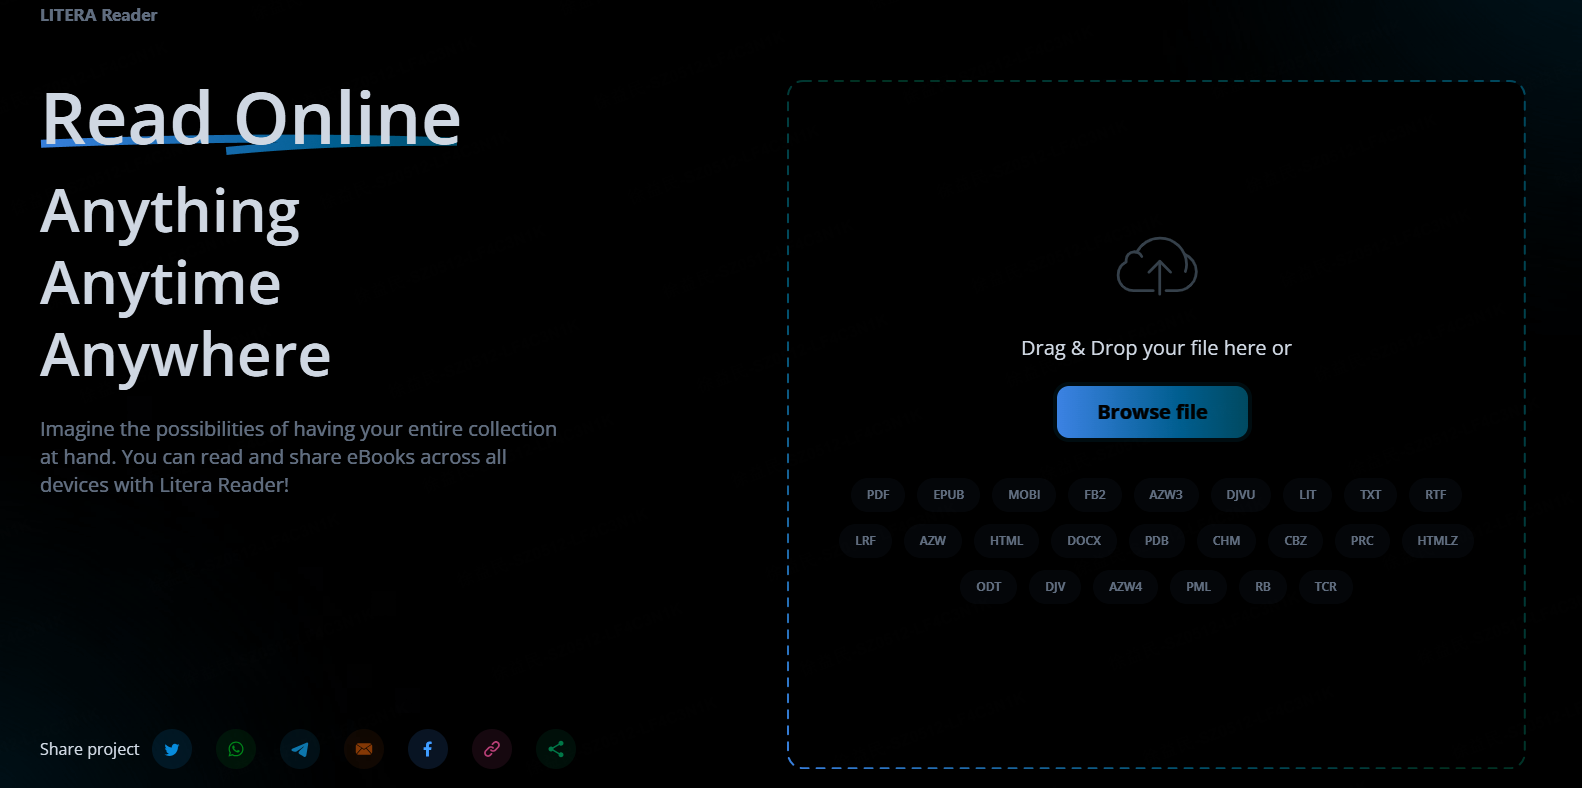 LITERA Reader
Read Online
Anything
Anytime
Anywhere
Imagine the possibilities of having your entire collection
at hand. You can read and share eBooks across all
devices with Litera Reader!
Share project
Drag & Drop your file here or
Browse file
PDF EPUB MOBI FB2 AZW3 DJVU LIT TXT RTF
LRF AZW HTML DOCX PDB CHM CBZ PRC HTMLZ
ODT DJV AZW4 PML RB TCR